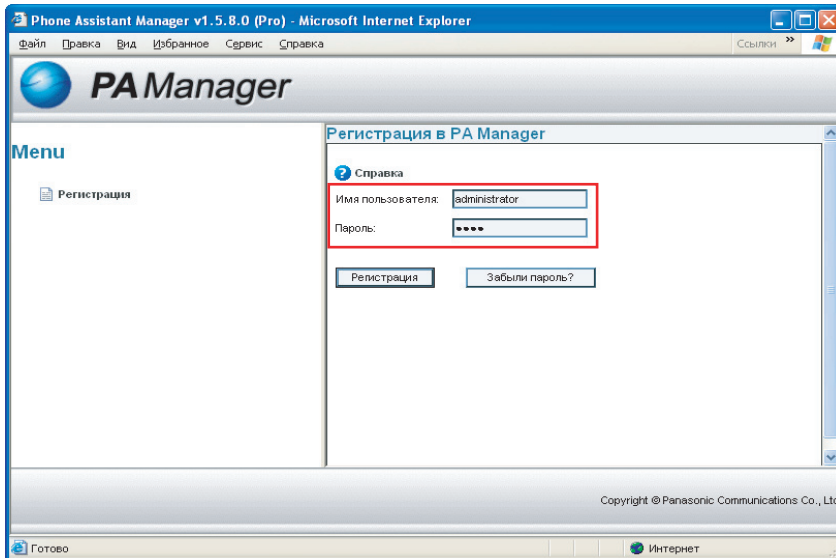 Phone Assistant Manager v1.5.8.0 (Pro) - Microsoft Internet Explorer
Файл Правка Вид Избранное Сервис Справка Ссылки »
PA Manager
Menu
Регистрация
Регистрация в PA Manager
? Справка
Имя пользователя: administrator
Пароль: ••••
Регистрация Забыли пароль?
Copyright © Panasonic Communications Co., Ltd
Готово Интернет